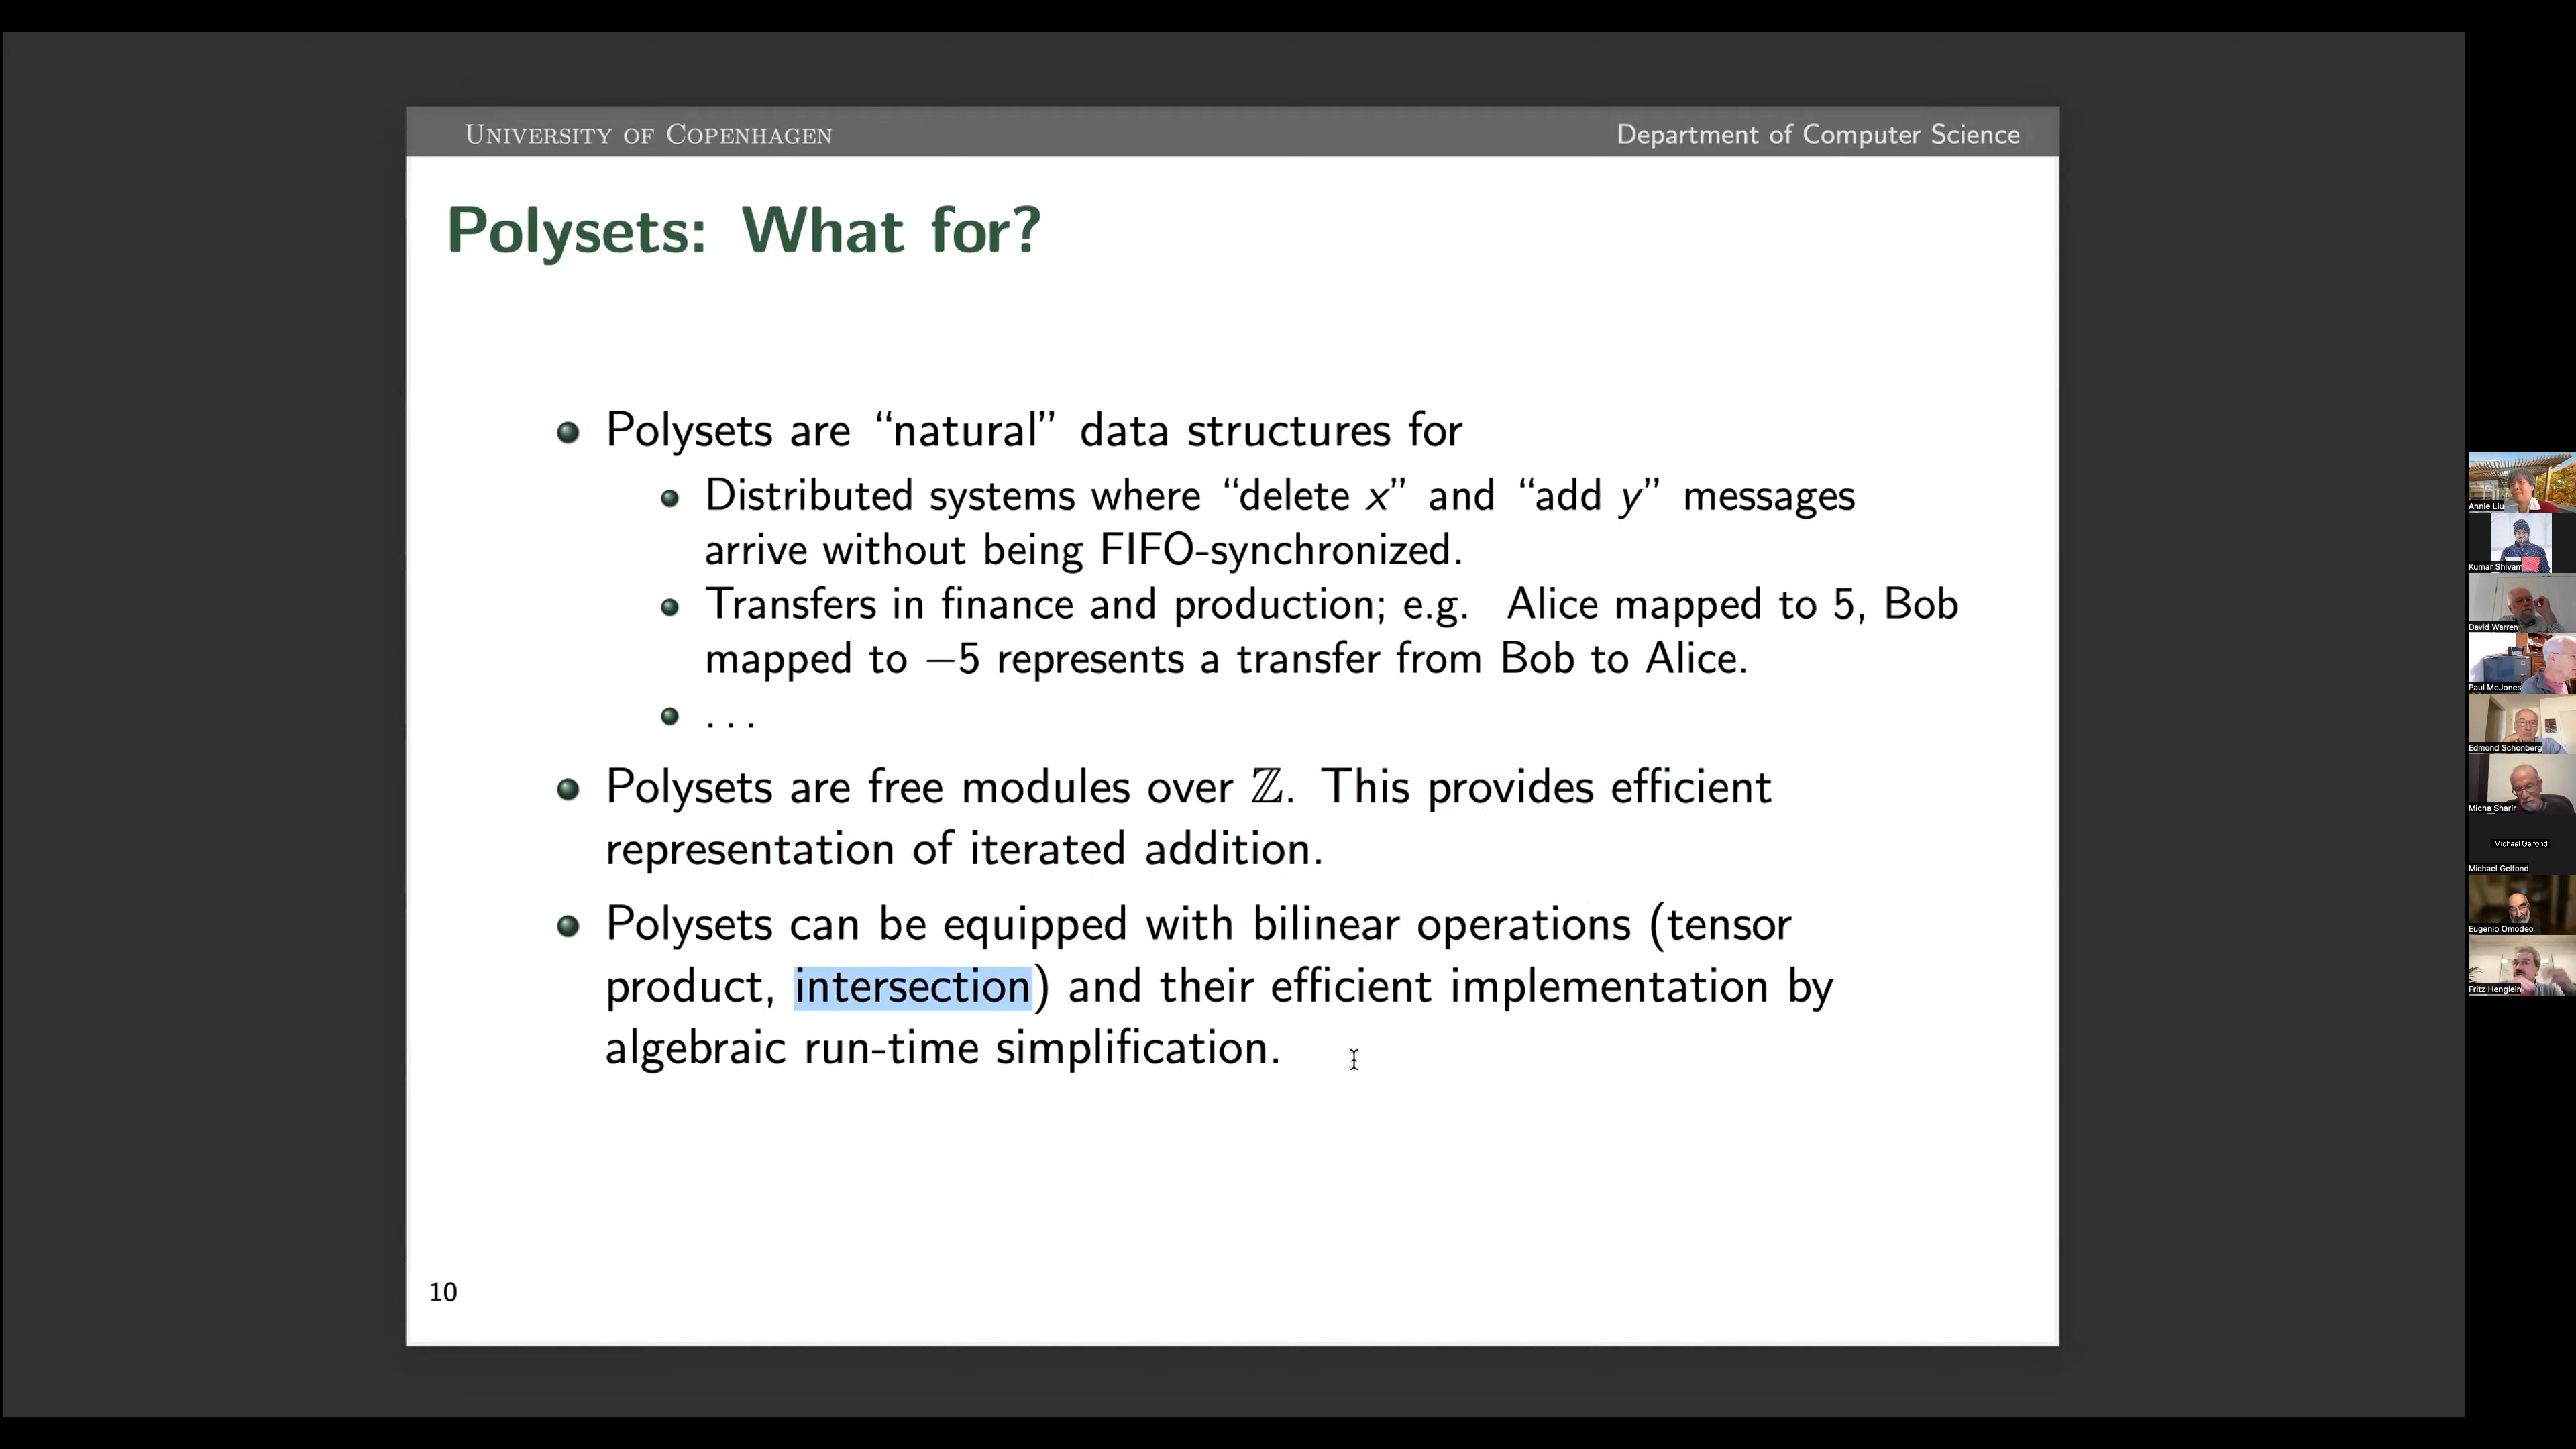 UNIVERSITY OF COPENHAGEN
Department of Computer Science
Polysets: What for?
Polysets are “natural” data structures for
Distributed systems where “delete x” and “add y” messages
arrive without being FIFO-synchronized.
Transfers in finance and production; e.g. Alice mapped to 5, Bob
mapped to −5 represents a transfer from Bob to Alice.
. . .
Polysets are free modules over ℤ. This provides efficient
representation of iterated addition.
Polysets can be equipped with bilinear operations (tensor
product, intersection) and their efficient implementation by
algebraic run-time simplification.
10
Annie Liu
Kumar Shivam
David Warren
Paul McJones
Edmond Schonberg
Micha Sharir
Michael Gelfond
Michael Gelfond
Eugenio Omodeo
Fritz Henglein